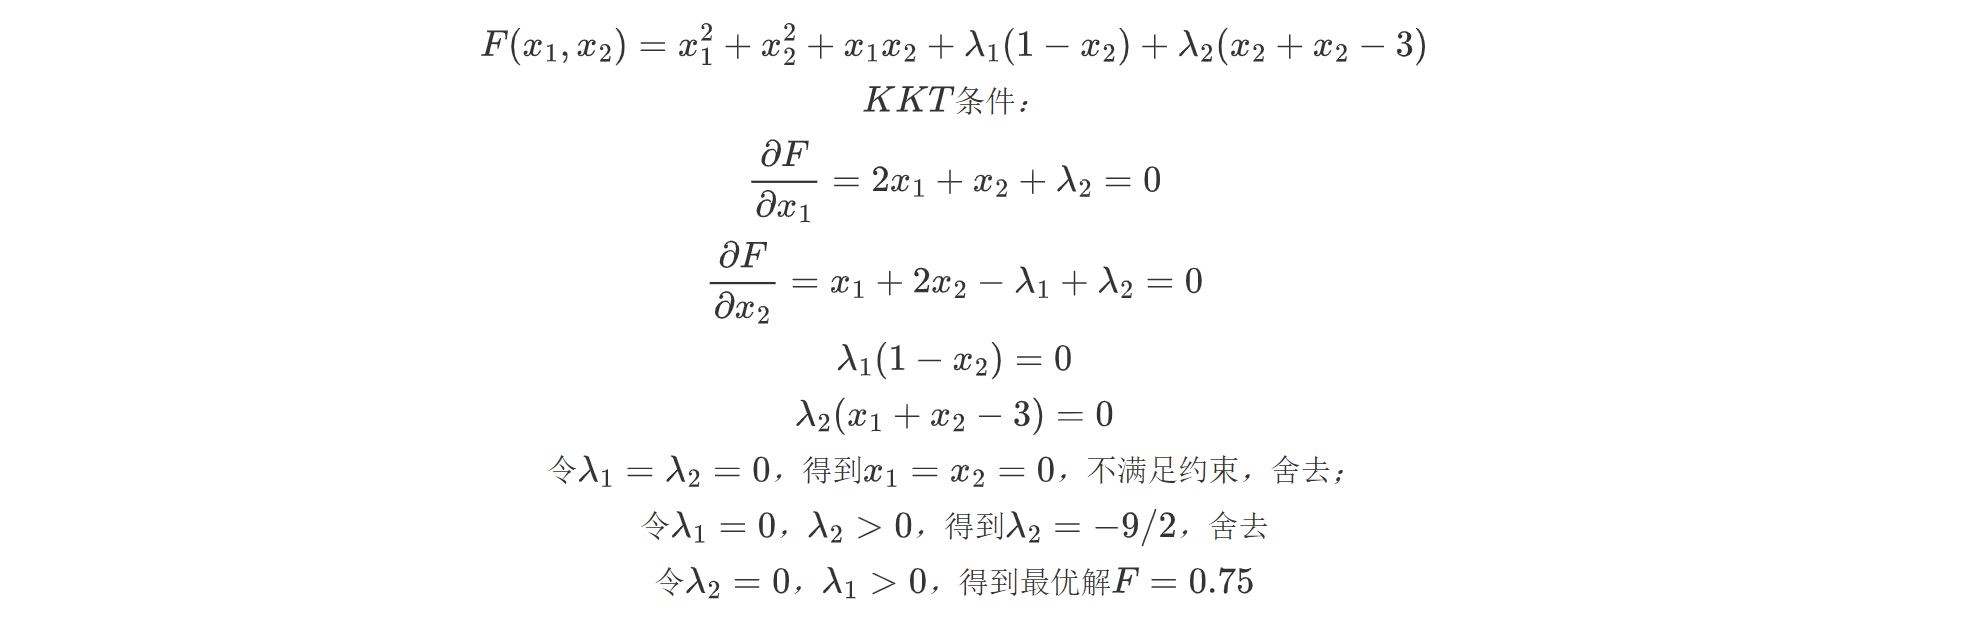 F(x₁, x₂) = x₁² + x₂² + x₁x₂ + λ₁(1 − x₂) + λ₂(x₂ + x₂ − 3)
KKT条件：
∂F/∂x₁ = 2x₁ + x₂ + λ₂ = 0
∂F/∂x₂ = x₁ + 2x₂ − λ₁ + λ₂ = 0
λ₁(1 − x₂) = 0
λ₂(x₁ + x₂ − 3) = 0
令λ₁ = λ₂ = 0，得到x₁ = x₂ = 0，不满足约束，舍去；
令λ₁ = 0，λ₂ > 0，得到λ₂ = −9/2，舍去
令λ₂ = 0，λ₁ > 0，得到最优解F = 0.75